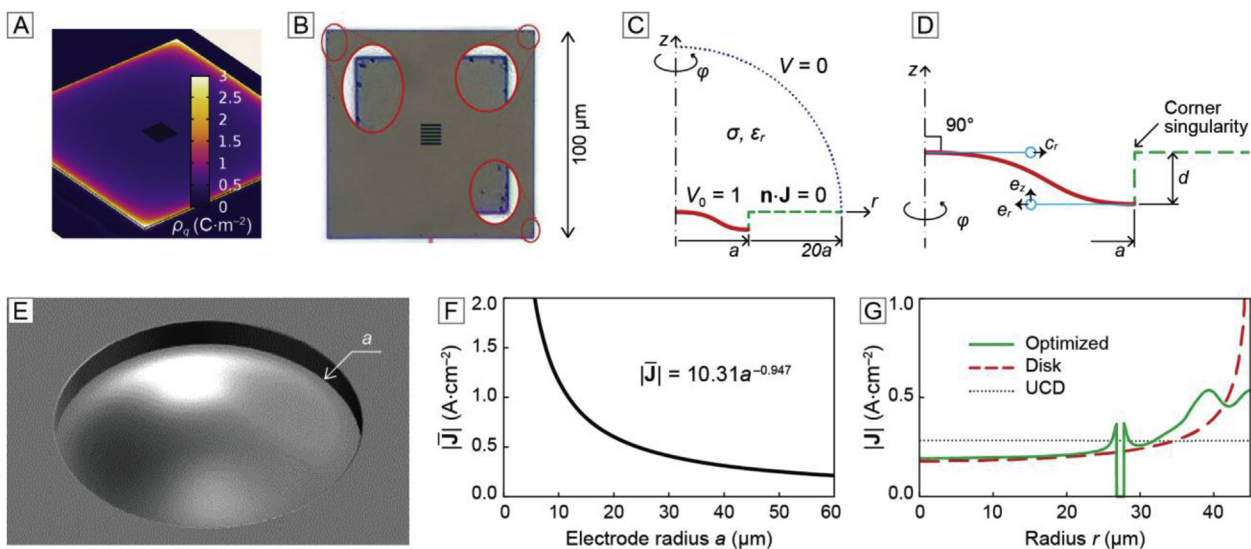 A
3
2.5
2
1.5
1
0.5
0
ρq (C·m⁻²)
B
100 µm
C
z
φ
V = 0
σ, εr
V₀ = 1
n·J = 0
r
a
20a
D
z
90°
Corner
singularity
cr
ez
er
d
φ
a
E
a
F
2.0
1.5
1.0
0.5
0.0
|J̅| (A·cm⁻²)
|J̅| = 10.31a⁻⁰·⁹⁴⁷
0 10 20 30 40 50 60
Electrode radius a (µm)
G
1.0
0.5
0.0
|J| (A·cm⁻²)
Optimized
Disk
UCD
0 10 20 30 40
Radius r (µm)